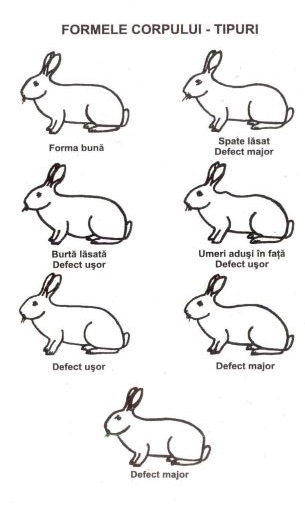 FORMELE CORPULUI - TIPURI
Forma bună
Spate lăsat
Defect major
Burtă lăsată
Defect uşor
Umeri aduşi în faţă
Defect uşor
Defect uşor
Defect major
Defect major